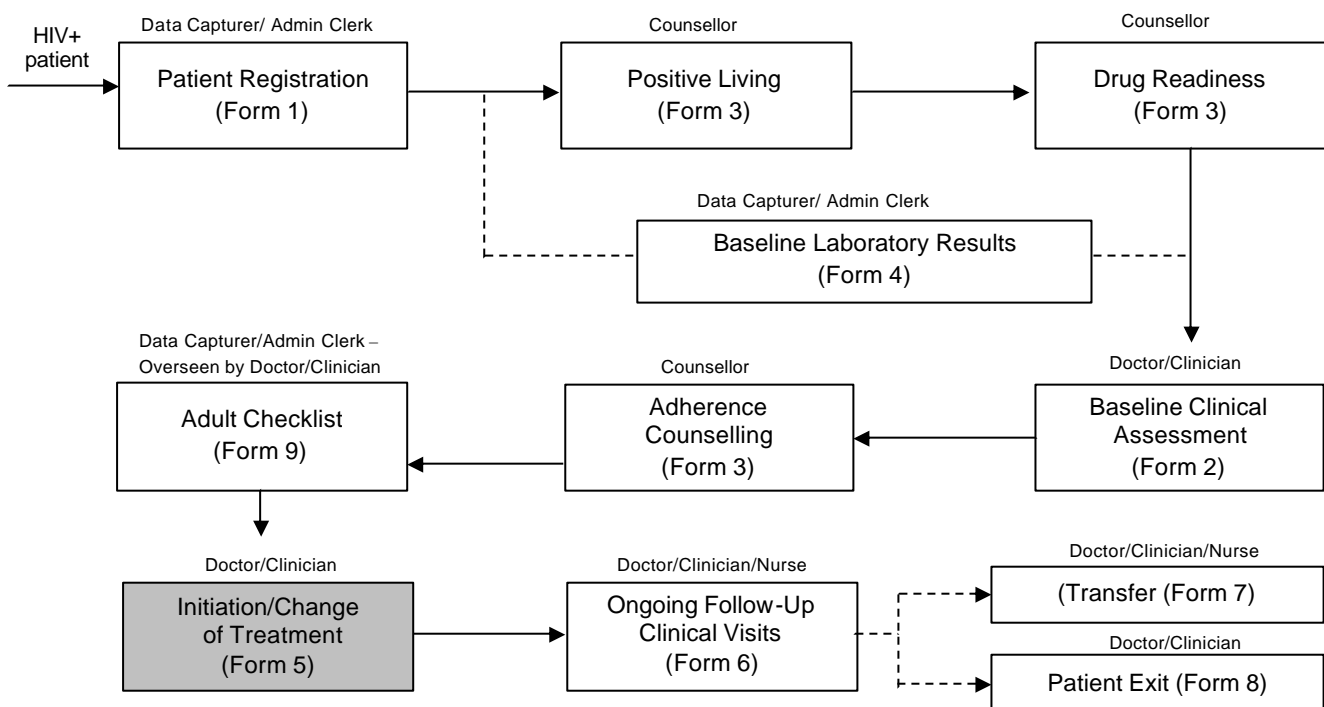 HIV+
patient
Data Capturer/ Admin Clerk
Patient Registration
(Form 1)
Counsellor
Positive Living
(Form 3)
Counsellor
Drug Readiness
(Form 3)
Data Capturer/ Admin Clerk
Baseline Laboratory Results
(Form 4)
Data Capturer/Admin Clerk –
Overseen by Doctor/Clinician
Adult Checklist
(Form 9)
Counsellor
Adherence
Counselling
(Form 3)
Doctor/Clinician
Baseline Clinical
Assessment
(Form 2)
Doctor/Clinician
Initiation/Change
of Treatment
(Form 5)
Doctor/Clinician/Nurse
Ongoing Follow-Up
Clinical Visits
(Form 6)
Doctor/Clinician/Nurse
(Transfer (Form 7)
Doctor/Clinician
Patient Exit (Form 8)